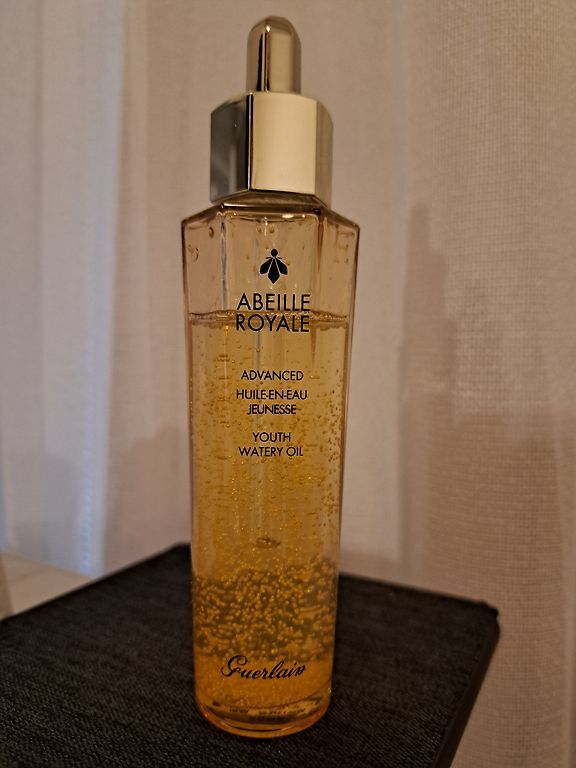 ABEILLE
ROYALE
ADVANCED
HUILE-EN-EAU
JEUNESSE
YOUTH
WATERY OIL
Guerlain